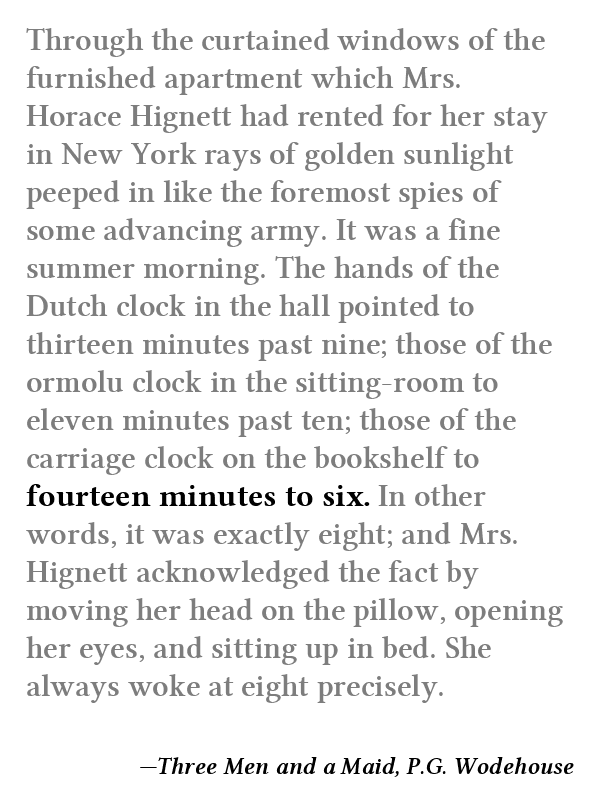 Through the curtained windows of the
furnished apartment which Mrs.
Horace Hignett had rented for her stay
in New York rays of golden sunlight
peeped in like the foremost spies of
some advancing army. It was a fine
summer morning. The hands of the
Dutch clock in the hall pointed to
thirteen minutes past nine; those of the
ormolu clock in the sitting-room to
eleven minutes past ten; those of the
carriage clock on the bookshelf to
fourteen minutes to six. In other
words, it was exactly eight; and Mrs.
Hignett acknowledged the fact by
moving her head on the pillow, opening
her eyes, and sitting up in bed. She
always woke at eight precisely.
—Three Men and a Maid, P.G. Wodehouse